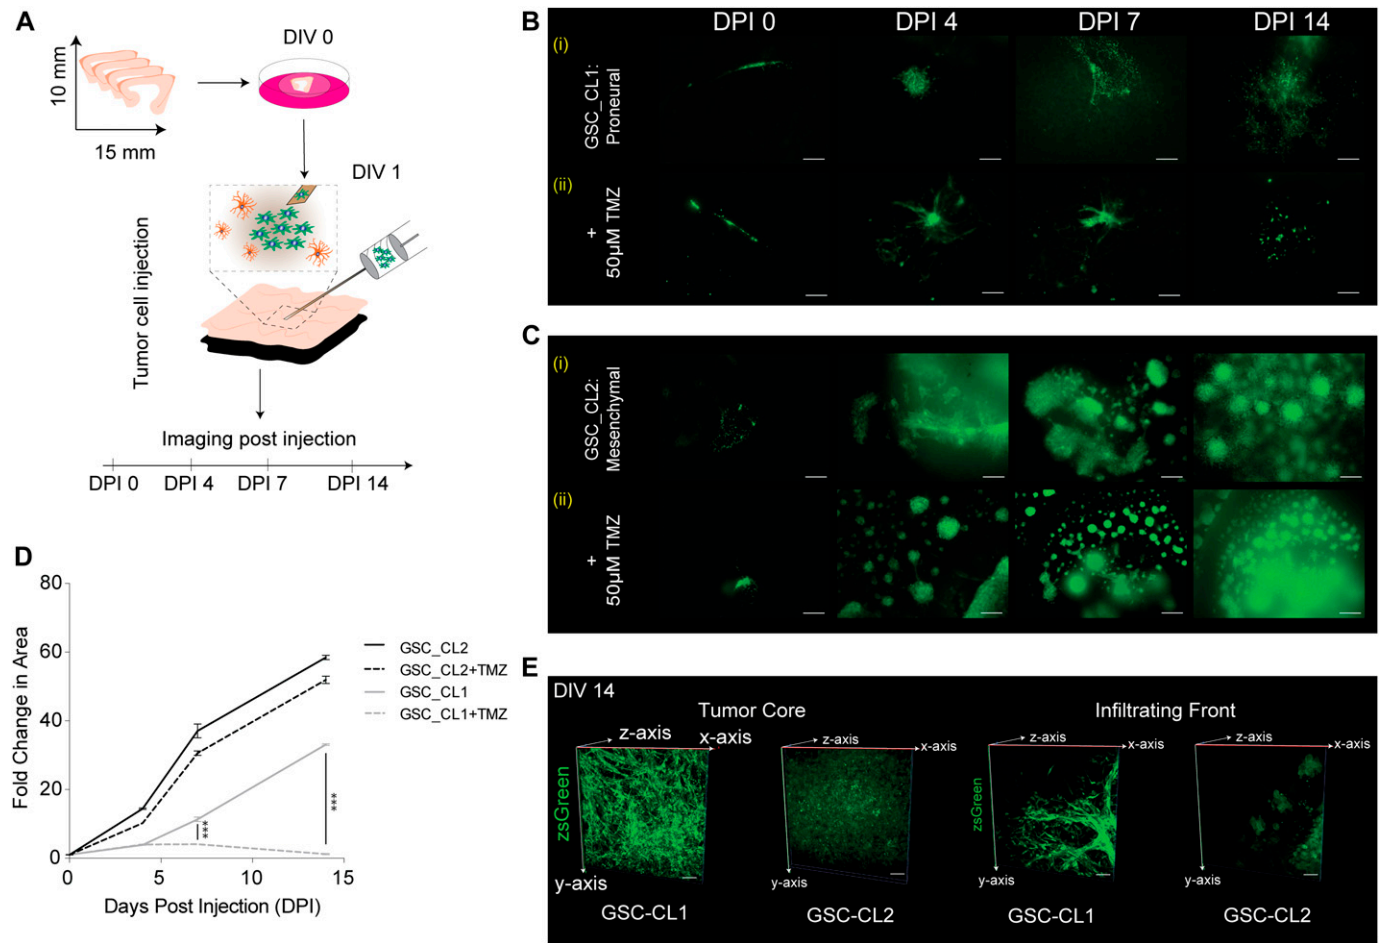 A
10 mm
15 mm
DIV 0
DIV 1
Tumor cell injection
Imaging post injection
DPI 0 DPI 4 DPI 7 DPI 14
B
DPI 0 DPI 4 DPI 7 DPI 14
(i)
GSC_CL1:
Proneural
(ii)
+
50µM TMZ
C
(i)
GSC_CL2:
Mesenchymal
(ii)
+
50µM TMZ
D
Fold Change in Area
80
60
40
20
0
0 5 10 15
Days Post Injection (DPI)
***
***
GSC_CL2
GSC_CL2+TMZ
GSC_CL1
GSC_CL1+TMZ
E
DIV 14
Tumor Core Infiltrating Front
z-axis x-axis z-axis x-axis z-axis x-axis z-axis x-axis
zsGreen zsGreen
y-axis y-axis y-axis y-axis
GSC-CL1 GSC-CL2 GSC-CL1 GSC-CL2